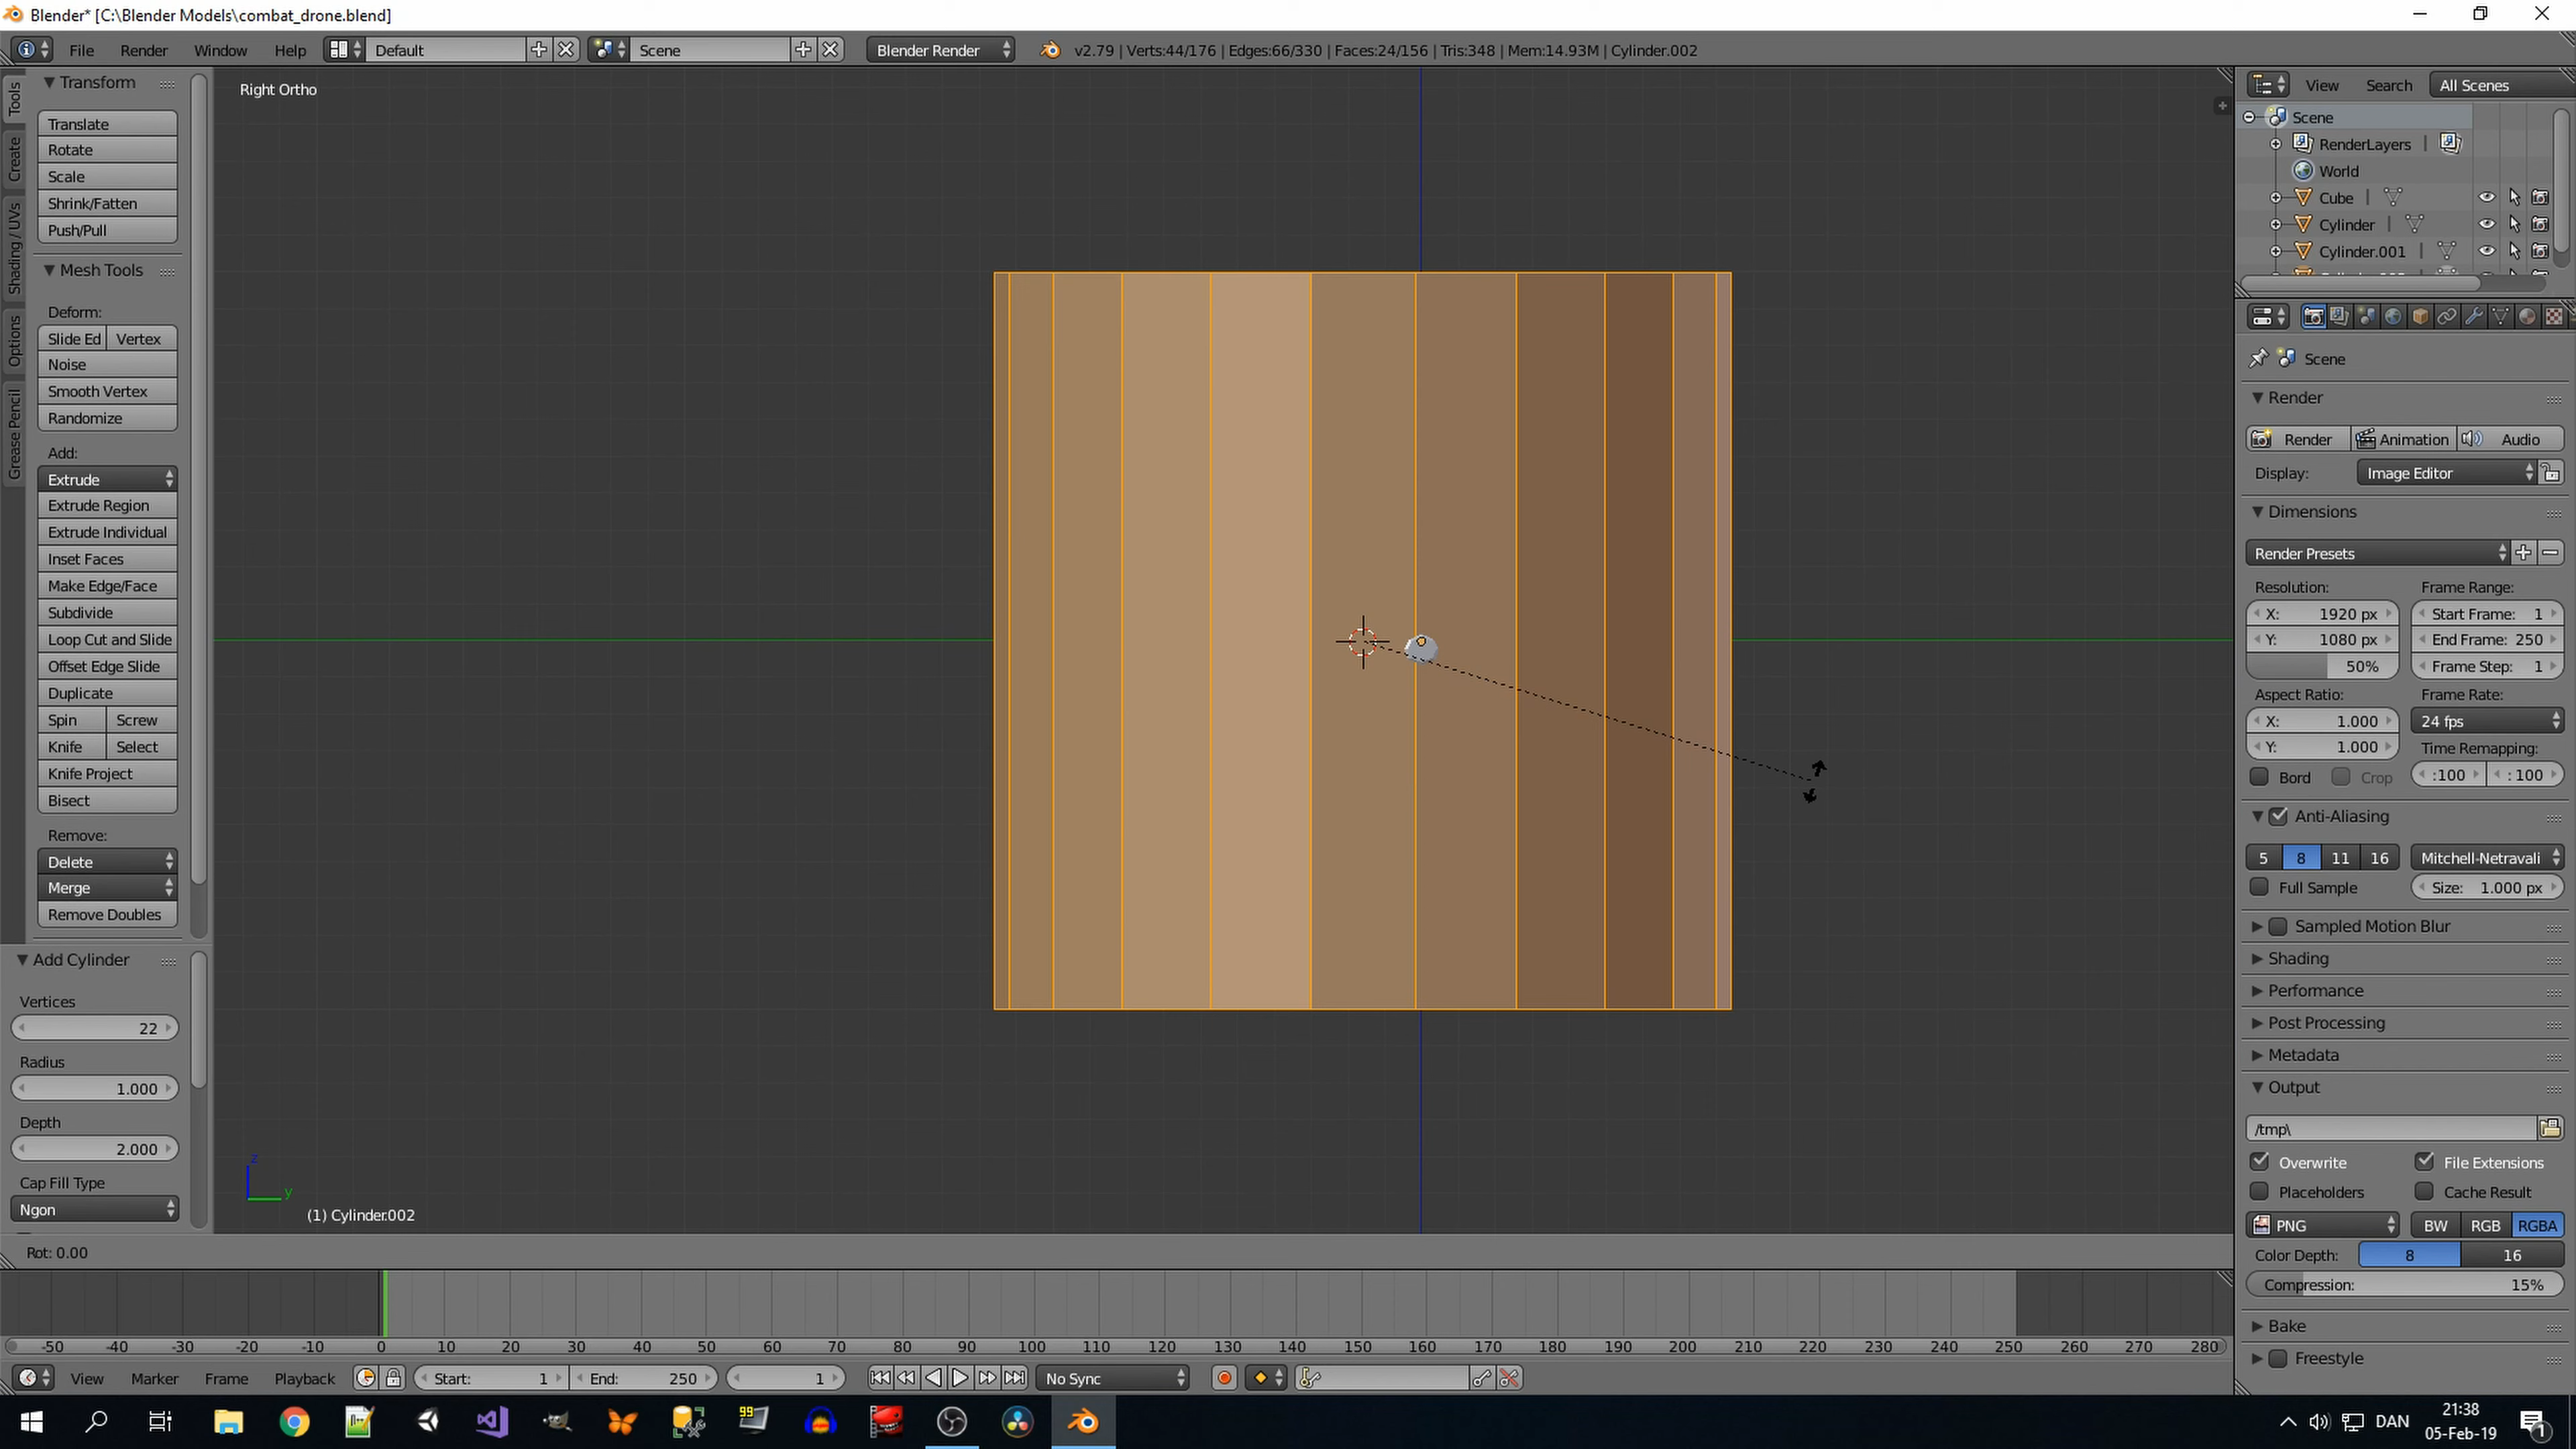 Blender* [C:\Blender Models\combat_drone.blend]
File Render Window Help Default Scene Blender Render v2.79 | Verts:44/176 | Edges:66/330 | Faces:24/156 | Tris:348 | Mem:14.93M | Cylinder.002
Tools
Create
Shading / UVs
Options
Grease Pencil
Transform
Translate
Rotate
Scale
Shrink/Fatten
Push/Pull
Mesh Tools
Deform:
Slide Ed Vertex
Noise
Smooth Vertex
Randomize
Add:
Extrude
Extrude Region
Extrude Individual
Inset Faces
Make Edge/Face
Subdivide
Loop Cut and Slide
Offset Edge Slide
Duplicate
Spin Screw
Knife Select
Knife Project
Bisect
Remove:
Delete
Merge
Remove Doubles
Add Cylinder
Vertices
22
Radius
1.000
Depth
2.000
Cap Fill Type
Ngon
Right Ortho
z
y
(1) Cylinder.002
Rot: 0.00
View Search All Scenes
Scene
RenderLayers |
World
Cube |
Cylinder |
Cylinder.001 |
Scene
Render
Render Animation Audio
Display: Image Editor
Dimensions
Render Presets
Resolution: Frame Range:
X: 1920 px Start Frame: 1
Y: 1080 px End Frame: 250
50% Frame Step: 1
Aspect Ratio: Frame Rate:
X: 1.000 24 fps
Y: 1.000 Time Remapping:
Bord Crop :100 : 100
Anti-Aliasing
5 8 11 16 Mitchell-Netravali
Full Sample Size: 1.000 px
Sampled Motion Blur
Shading
Performance
Post Processing
Metadata
Output
/tmp\
Overwrite File Extensions
Placeholders Cache Result
PNG BW RGB RGBA
Color Depth: 8 16
Compression: 15%
Bake
Freestyle
-50 -40 -30 -20 -10 0 10 20 30 40 50 60 70 80 90 100 110 120 130 140 150 160 170 180 190 200 210 220 230 240 250 260 270 280
View Marker Frame Playback Start: 1 End: 250 1 No Sync
99
DAN
21:38
05-Feb-19
1